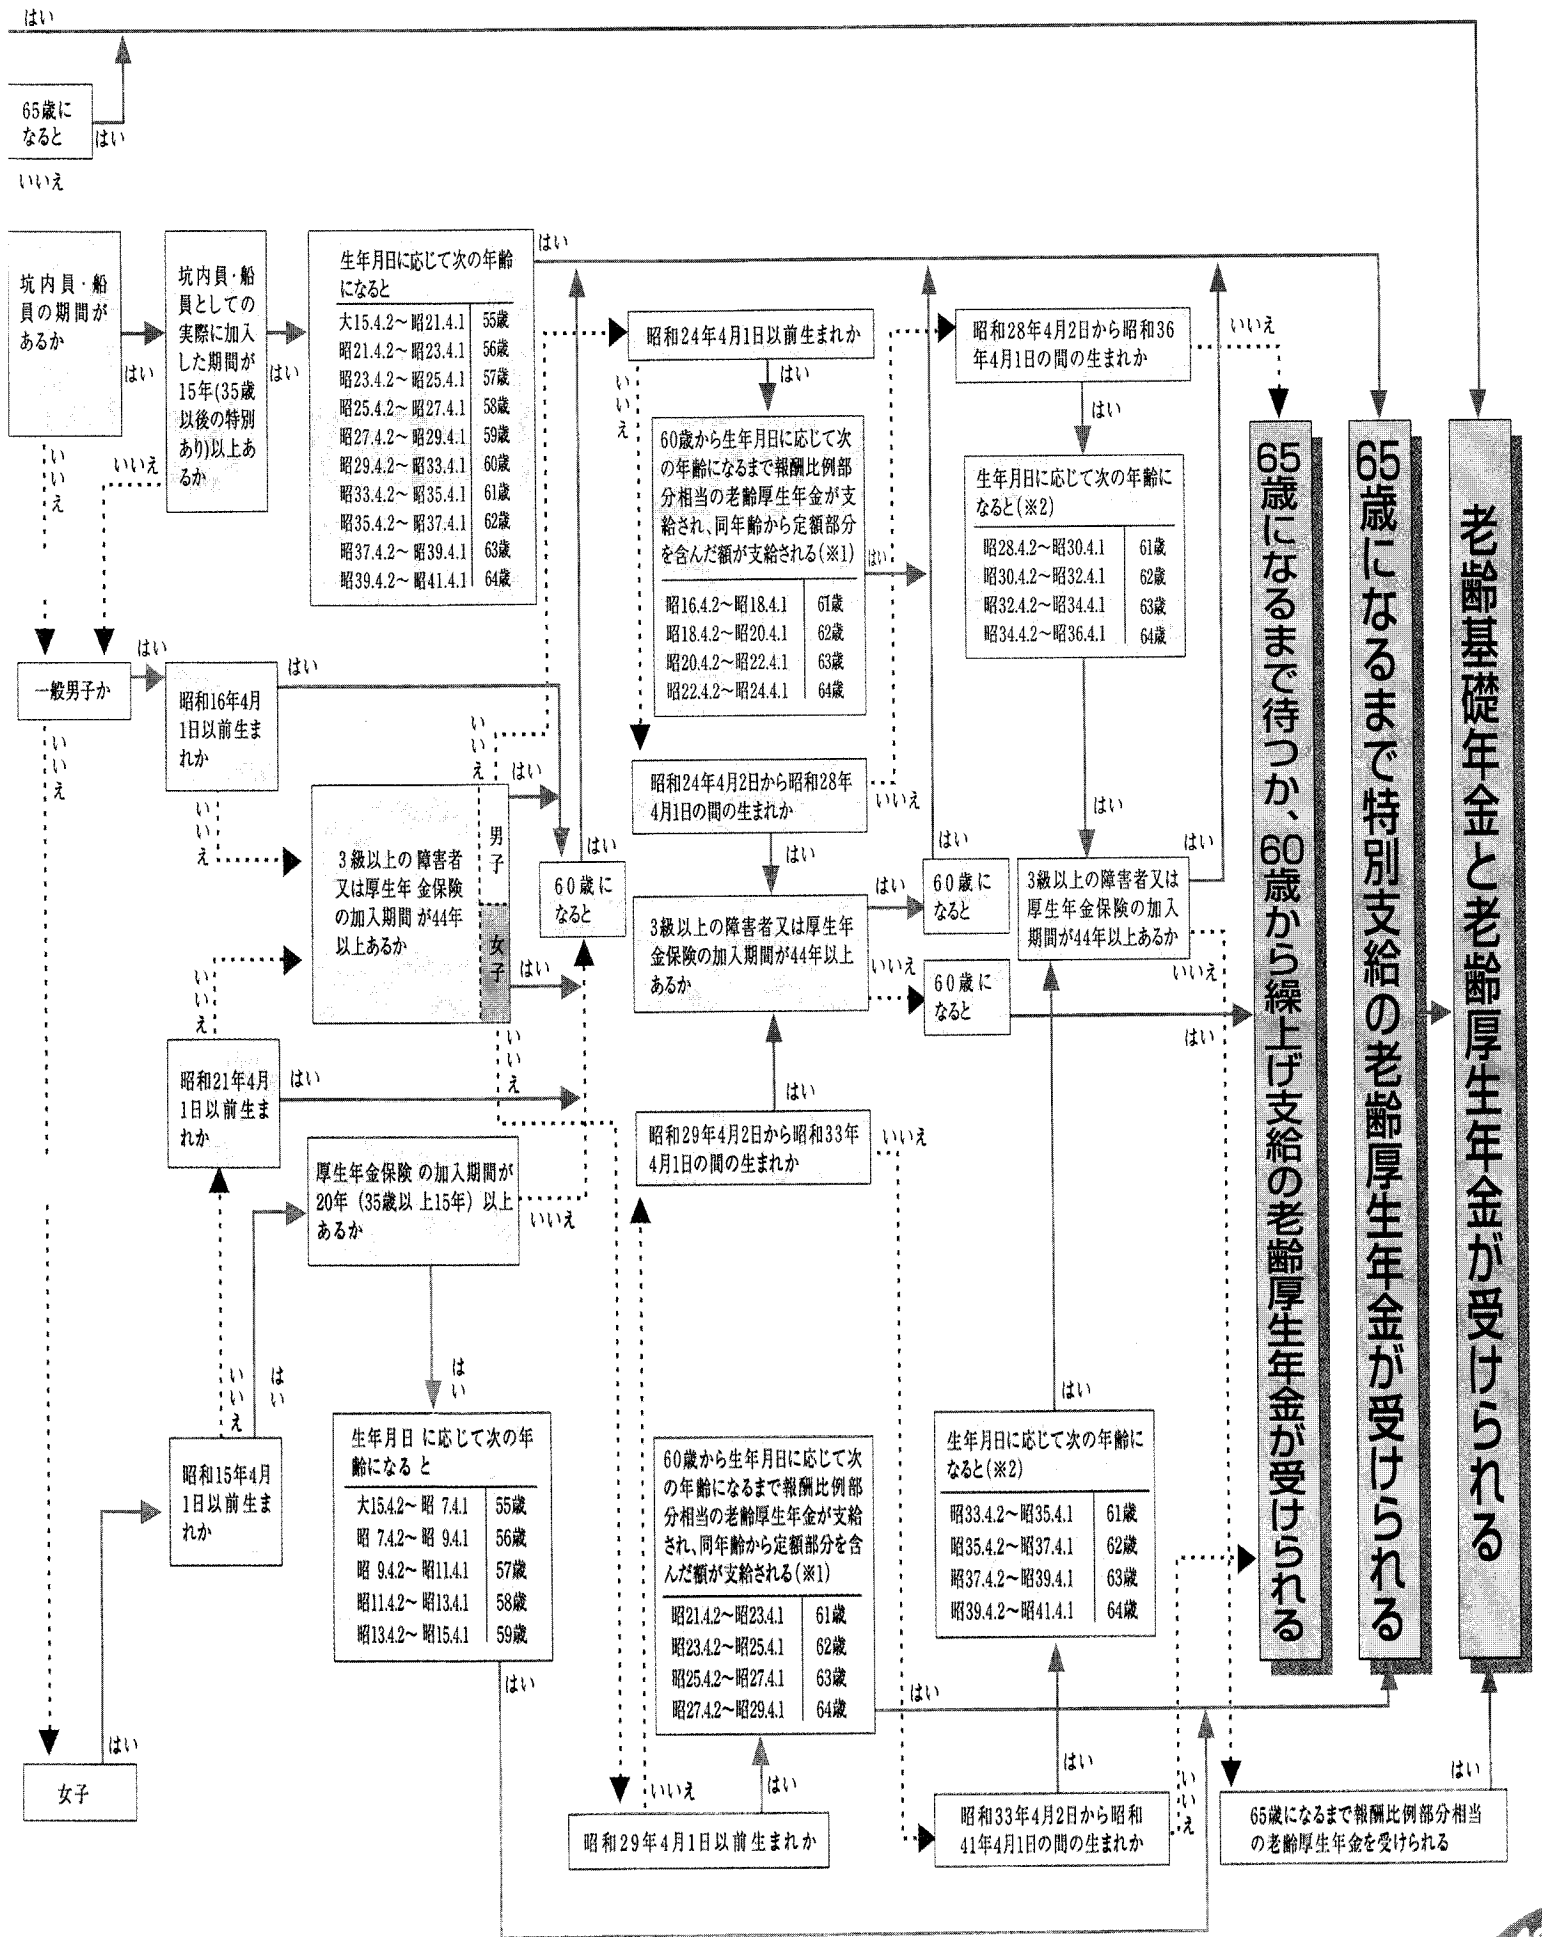 はい
65歳に
なると
はい
いいえ
坑内員・船
員の期間が
あるか
はい
いいえ
坑内員・船
員としての
実際に加入
した期間が
15年(35歳
以後の特別
あり)以上あ
るか
はい
いいえ
生年月日に応じて次の年齢
になると
大15.4.2～昭21.4.1 55歳
昭21.4.2～昭23.4.1 56歳
昭23.4.2～昭25.4.1 57歳
昭25.4.2～昭27.4.1 58歳
昭27.4.2～昭29.4.1 59歳
昭29.4.2～昭33.4.1 60歳
昭33.4.2～昭35.4.1 61歳
昭35.4.2～昭37.4.1 62歳
昭37.4.2～昭39.4.1 63歳
昭39.4.2～昭41.4.1 64歳
はい
一般男子か
はい
いいえ
昭和16年4月
1日以前生ま
れか
はい
いいえ
3級以上の障害者
又は厚生年金保険
の加入期間が44年
以上あるか
男子
女子
いいえ
はい
はい
いいえ
60歳に
なると
はい
昭和24年4月1日以前生まれか
はい
いいえ
60歳から生年月日に応じて次
の年齢になるまで報酬比例部
分相当の老齢厚生年金が支
給され、同年齢から定額部分
を含んだ額が支給される(※1)
昭16.4.2～昭18.4.1 61歳
昭18.4.2～昭20.4.1 62歳
昭20.4.2～昭22.4.1 63歳
昭22.4.2～昭24.4.1 64歳
はい
昭和24年4月2日から昭和28年
4月1日の間の生まれか
いいえ
はい
3級以上の障害者又は厚生年
金保険の加入期間が44年以上
あるか
はい
いいえ
60歳に
なると
はい
60歳に
なると
はい
昭和28年4月2日から昭和36
年4月1日の間の生まれか
いいえ
はい
生年月日に応じて次の年齢に
なると(※2)
昭28.4.2～昭30.4.1 61歳
昭30.4.2～昭32.4.1 62歳
昭32.4.2～昭34.4.1 63歳
昭34.4.2～昭36.4.1 64歳
はい
3級以上の障害者又は
厚生年金保険の加入
期間が44年以上あるか
はい
いいえ
昭和21年4月
1日以前生ま
れか
はい
いいえ
厚生年金保険の加入期間が
20年(35歳以上15年)以上
あるか
いいえ
はい
昭和29年4月2日から昭和33年
4月1日の間の生まれか
はい
いいえ
昭和15年4月
1日以前生ま
れか
いいえ
はい
生年月日に応じて次の年
齢になると
大15.4.2～昭 7.4.1 55歳
昭 7.4.2～昭 9.4.1 56歳
昭 9.4.2～昭11.4.1 57歳
昭11.4.2～昭13.4.1 58歳
昭13.4.2～昭15.4.1 59歳
はい
60歳から生年月日に応じて次
の年齢になるまで報酬比例部
分相当の老齢厚生年金が支給
され、同年齢から定額部分を含
んだ額が支給される(※1)
昭21.4.2～昭23.4.1 61歳
昭23.4.2～昭25.4.1 62歳
昭25.4.2～昭27.4.1 63歳
昭27.4.2～昭29.4.1 64歳
はい
生年月日に応じて次の年齢に
なると(※2)
昭33.4.2～昭35.4.1 61歳
昭35.4.2～昭37.4.1 62歳
昭37.4.2～昭39.4.1 63歳
昭39.4.2～昭41.4.1 64歳
はい
女子
はい
昭和29年4月1日以前生まれか
いいえ
はい
昭和33年4月2日から昭和
41年4月1日の間の生まれか
はい
いいえ
65歳になるまで報酬比例部分相当
の老齢厚生年金を受けられる
はい
65歳になるまで待つか、60歳から繰上げ支給の老齢厚生年金が受けられる
65歳になるまで特別支給の老齢厚生年金が受けられる
老齢基礎年金と老齢厚生年金が受けられる